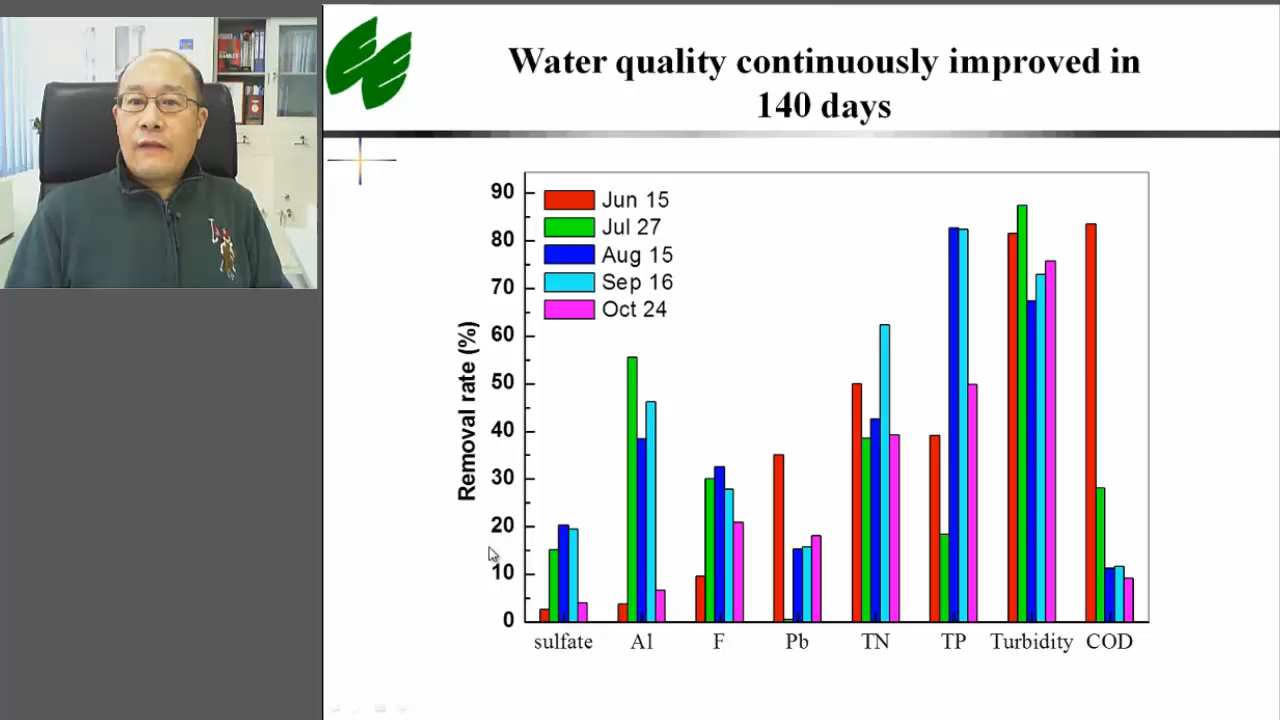 Water quality continuously improved in
140 days
Jun 15
Jul 27
Aug 15
Sep 16
Oct 24
Removal rate (%)
90
80
70
60
50
40
30
20
10
0
sulfate Al F Pb TN TP Turbidity COD